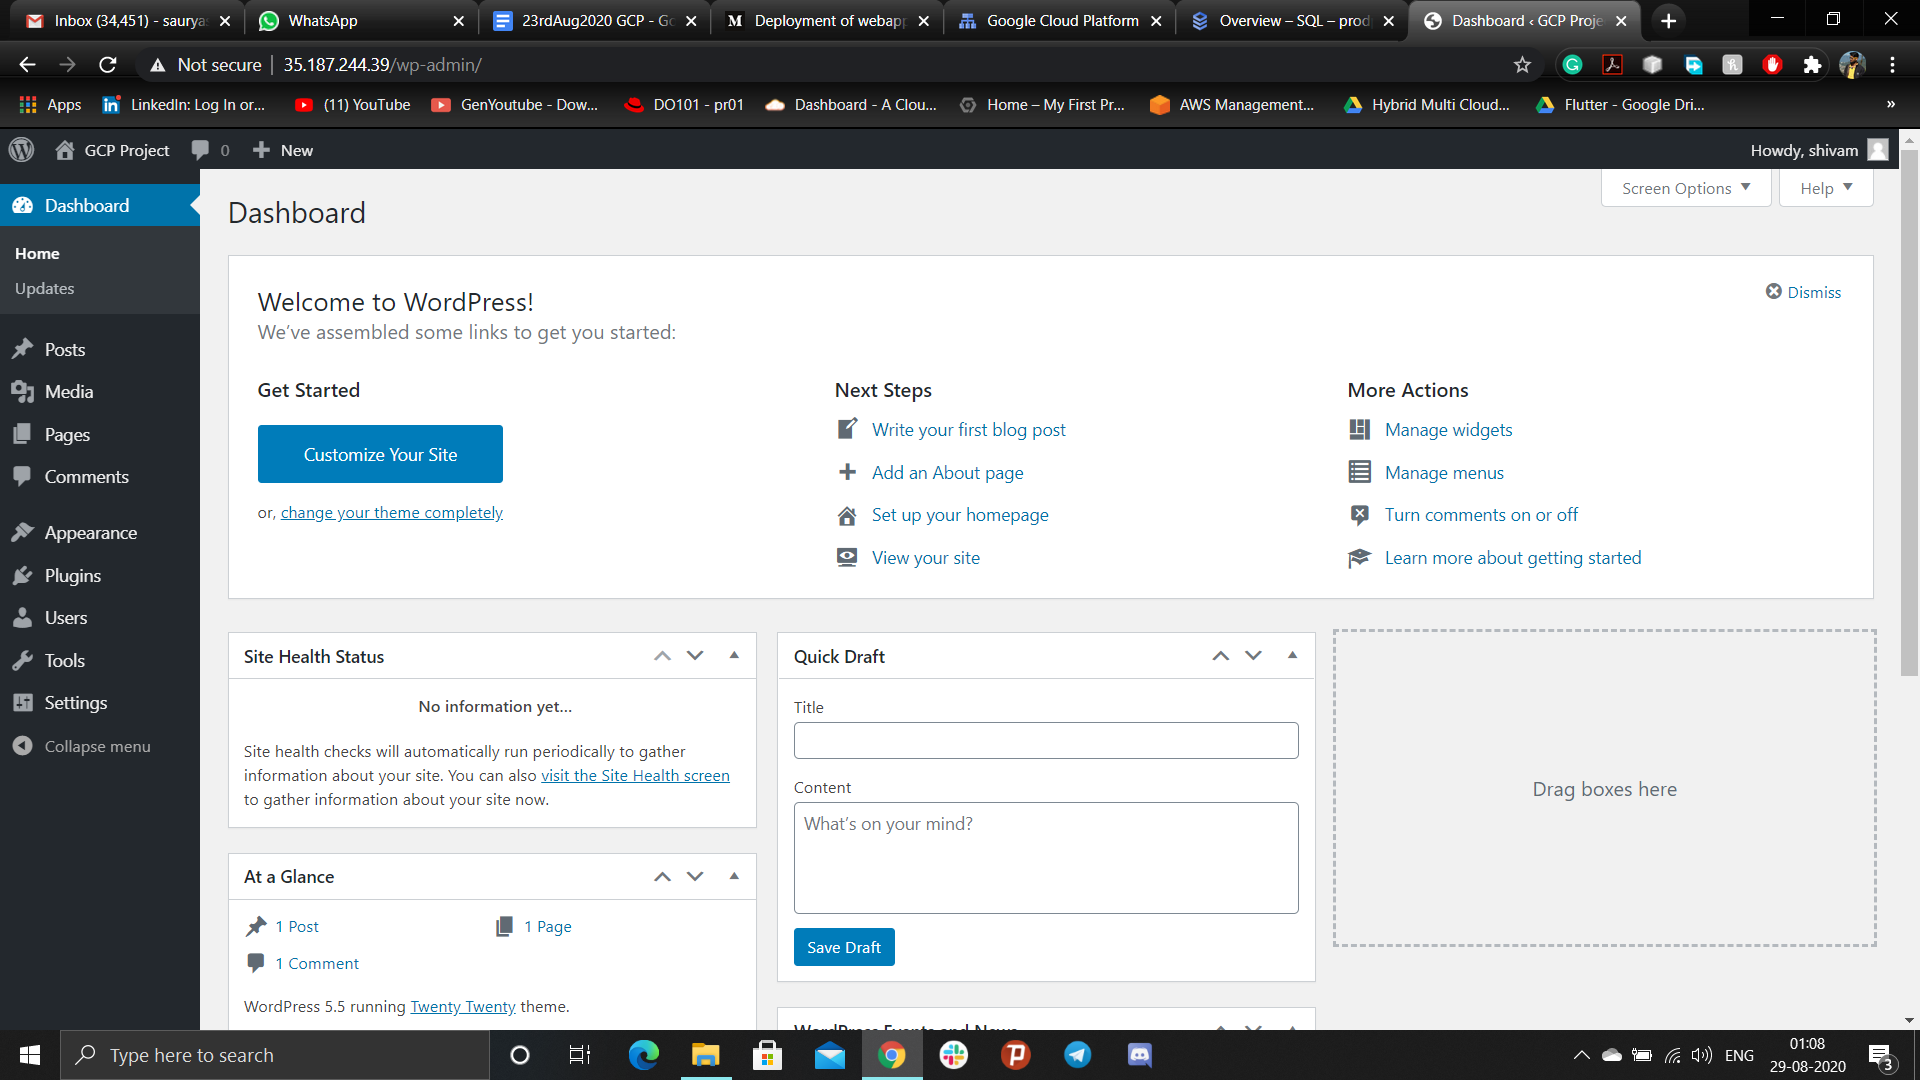 Inbox (34,451) - saurya
WhatsApp
23rdAug2020 GCP - Go
Deployment of webapp
Google Cloud Platform
Overview – SQL – prod
Dashboard ‹ GCP Proje
Not secure
35.187.244.39/wp-admin/
Apps
LinkedIn: Log In or...
(11) YouTube
GenYoutube - Dow...
DO101 - pr01
Dashboard - A Clou...
Home – My First Pr...
AWS Management...
Hybrid Multi Cloud...
Flutter - Google Dri...
»
GCP Project
0
New
Howdy, shivam
Dashboard
Home
Updates
Posts
Media
Pages
Comments
Appearance
Plugins
Users
Tools
Settings
Collapse menu
Dashboard
Screen Options
Help
Welcome to WordPress!
We’ve assembled some links to get you started:
Dismiss
Get Started
Customize Your Site
or, change your theme completely
Next Steps
Write your first blog post
Add an About page
Set up your homepage
View your site
More Actions
Manage widgets
Manage menus
Turn comments on or off
Learn more about getting started
Site Health Status
No information yet...
Site health checks will automatically run periodically to gather
information about your site. You can also visit the Site Health screen
to gather information about your site now.
At a Glance
1 Post
1 Page
1 Comment
WordPress 5.5 running Twenty Twenty theme.
Quick Draft
Title
Content
What’s on your mind?
Save Draft
WordPress Events and News
Drag boxes here
Type here to search
ENG
01:08
29-08-2020
3